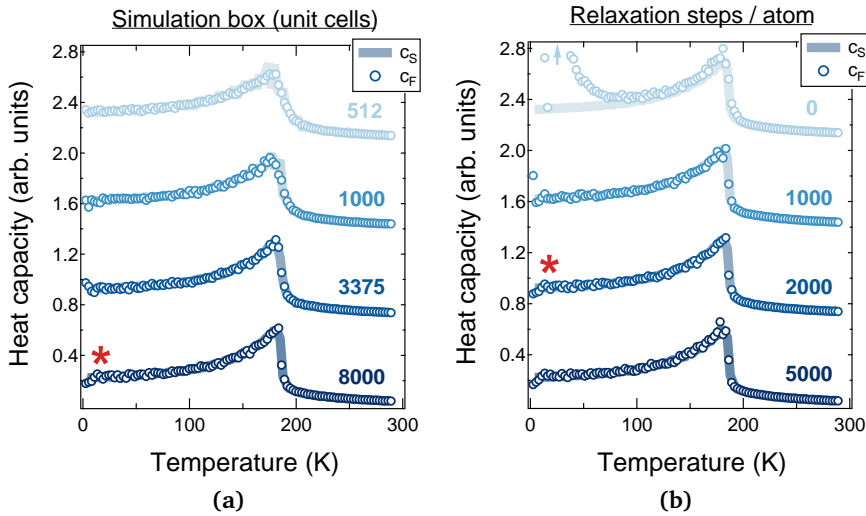 Simulation box (unit cells)
Heat capacity (arb. units)
2.8
2.4
2.0
1.6
1.2
0.8
0.4
c_S
c_F
512
1000
3375
*
8000
0
100
200
300
Temperature (K)
(a)
Relaxation steps / atom
Heat capacity (arb. units)
2.8
2.4
2.0
1.6
1.2
0.8
0.4
c_S
c_F
0
1000
*
2000
5000
0
100
200
300
Temperature (K)
(b)